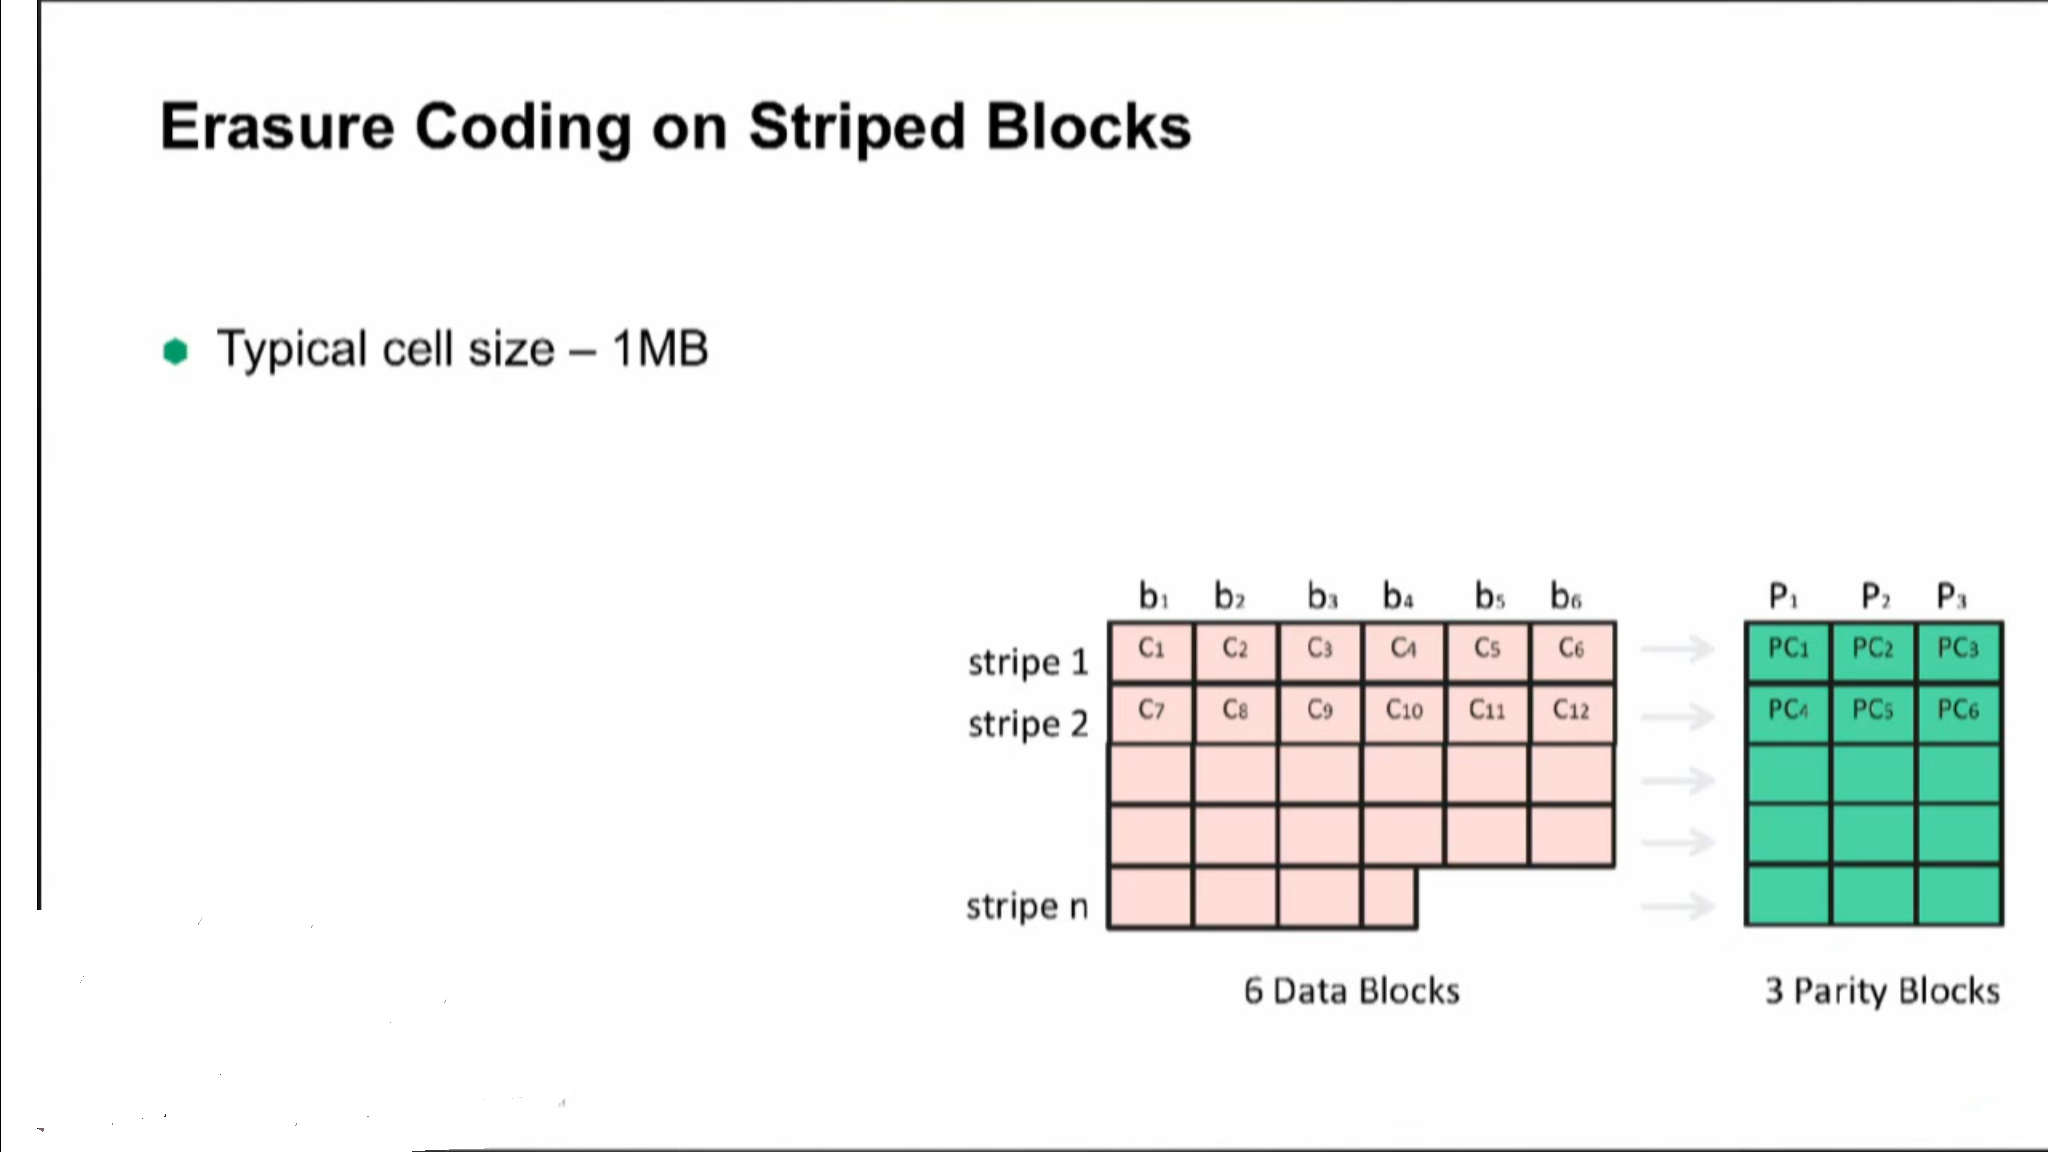 Erasure Coding on Striped Blocks
Typical cell size – 1MB
b1 b2 b3 b4 b5 b6 P1 P2 P3
stripe 1 C1 C2 C3 C4 C5 C6 PC1 PC2 PC3
stripe 2 C7 C8 C9 C10 C11 C12 PC4 PC5 PC6
stripe n
6 Data Blocks 3 Parity Blocks